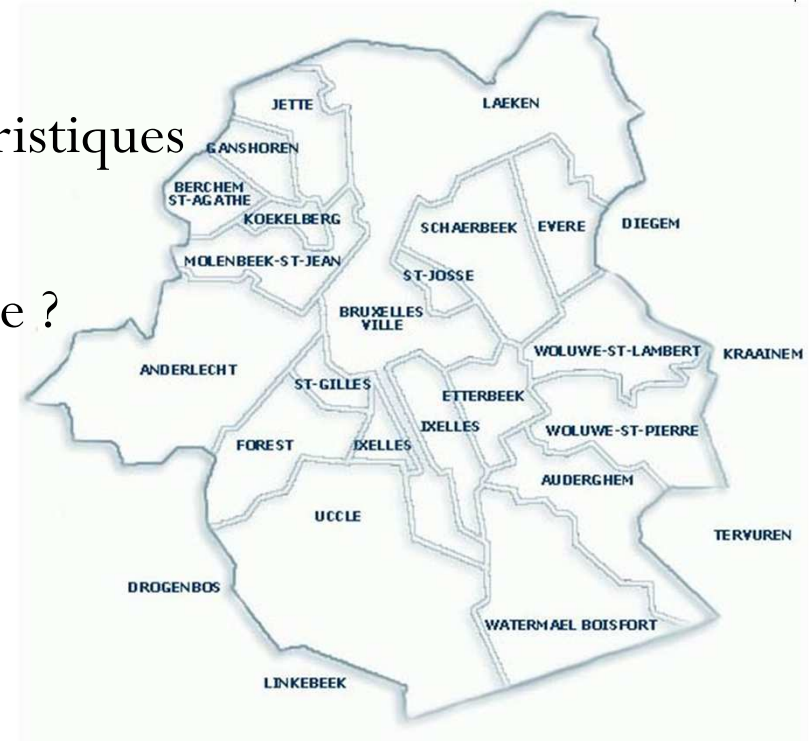 JETTE
LAEKEN
ristiques
GANSHOREN
BERCHEM
ST-AGATHE
KOEKELBERG
SCHAERBEEK
EVERE
DIEGEM
MOLENBEEK-ST-JEAN
ST-JOSSE
e ?
BRUXELLES
VILLE
WOLUWE-ST-LAMBERT
KRAAINEM
ANDERLECHT
ST-GILLES
ETTERBEEK
IXELLES
WOLUWE-ST-PIERRE
FOREST
IXELLES
AUDERGHEM
UCCLE
TERVUREN
DROGENBOS
WATERMAEL BOISFORT
LINKEBEEK